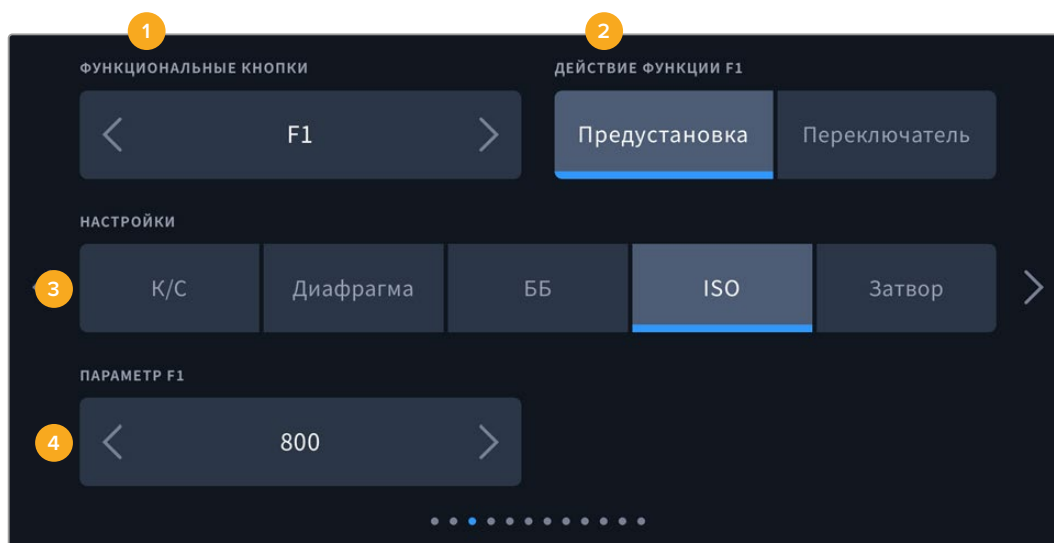 1 2
ФУНКЦИОНАЛЬНЫЕ КНОПКИ ДЕЙСТВИЕ ФУНКЦИИ F1
F1 Предустановка Переключатель
НАСТРОЙКИ
3 К/С Диафрагма ББ ISO Затвор
ПАРАМЕТР F1
4 800